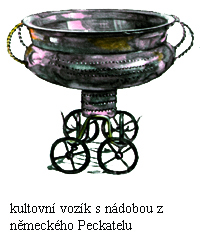 kultovní vozík s nádobou z
německého Peckatelu